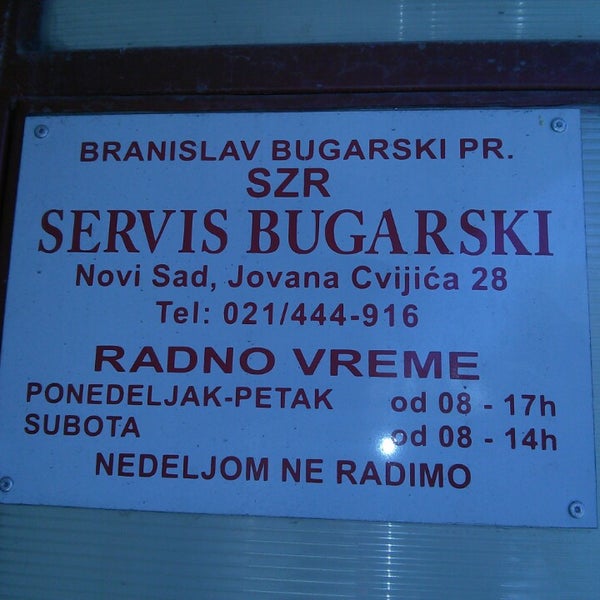 BRANISLAV BUGARSKI PR.
SZR
SERVIS BUGARSKI
Novi Sad, Jovana Cvijića 28
Tel: 021/444-916
RADNO VREME
PONEDELJAK-PETAK od 08 - 17h
SUBOTA od 08 - 14h
NEDELJOM NE RADIMO